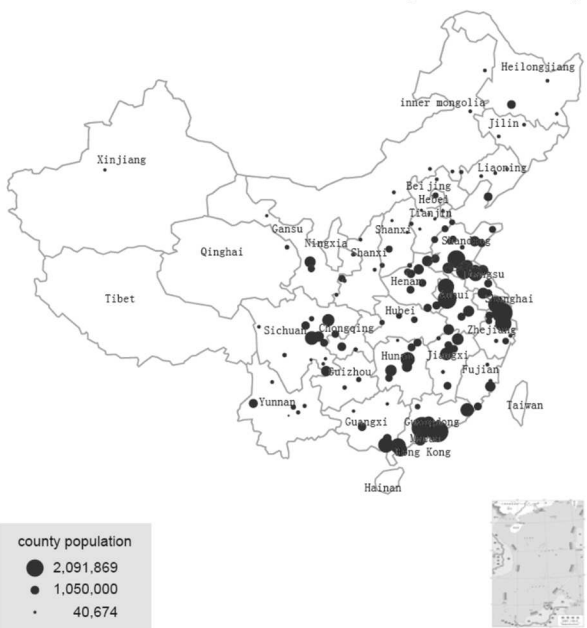 Heilongjiang
inner mongolia
Jilin
Xinjiang
Liaoning
Beijing
Hebei
Tianjin
Gansu
Shanxi
Ningxia
Shanxi
Shandong
Qinghai
Henan
Tibet
Hubei
Sichuan
Chongqing
Zhejiang
Hunan
Jiangxi
Guizhou
Fujian
Yunnan
Taiwan
Guangxi
Hong Kong
Hainan
county population
2,091,869
1,050,000
40,674